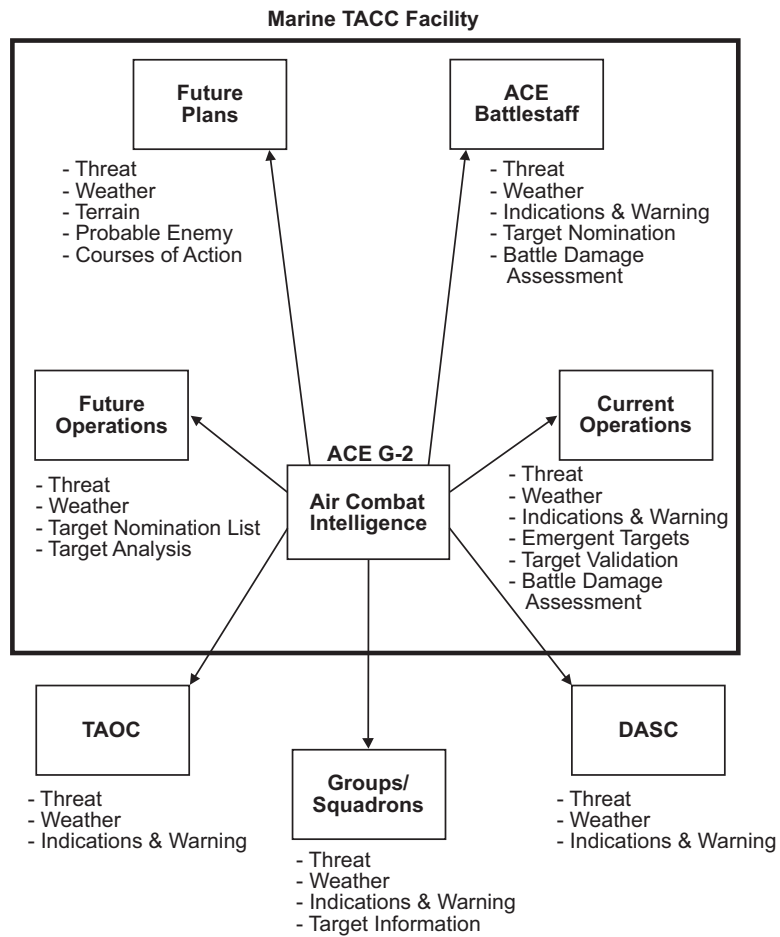 Marine TACC Facility
Future
Plans
- Threat
- Weather
- Terrain
- Probable Enemy
- Courses of Action
ACE
Battlestaff
- Threat
- Weather
- Indications & Warning
- Target Nomination
- Battle Damage
Assessment
Future
Operations
- Threat
- Weather
- Target Nomination List
- Target Analysis
ACE G-2
Air Combat
Intelligence
Current
Operations
- Threat
- Weather
- Indications & Warning
- Emergent Targets
- Target Validation
- Battle Damage
Assessment
TAOC
- Threat
- Weather
- Indications & Warning
Groups/
Squadrons
- Threat
- Weather
- Indications & Warning
- Target Information
DASC
- Threat
- Weather
- Indications & Warning